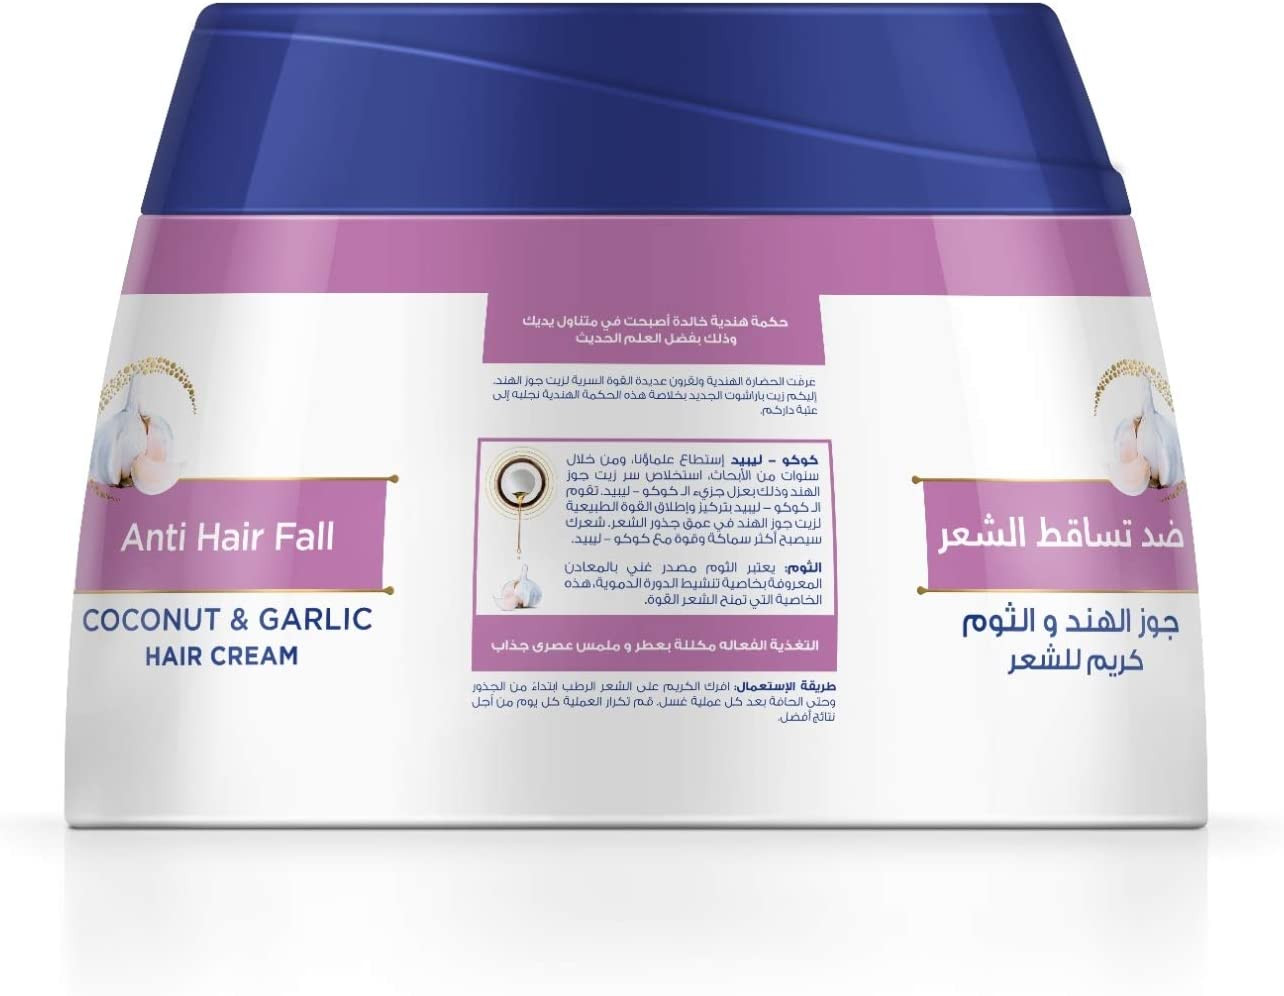 Anti Hair Fall
COCONUT & GARLIC
HAIR CREAM
حكمة هندية خالدة أصبحت في متناول يديك
وذلك بفضل العلم الحديث
عرفت الحضارة الهندية ولقرون عديدة القوة السرية لزيت جوز الهند.
إليكم زيت باراشوت الجديد بخلاصة هذه الحكمة الهندية نجلبه إلى
عتبة داركم.
كوكو – ليبيد إستطاع علماؤنا، ومن خلال
سنوات من الأبحاث، استخلاص سر زيت جوز
الهند وذلك بعزل جزيء الـ كوكو – ليبيد. تقوم
الـ كوكو – ليبيد بتركيز وإطلاق القوة الطبيعية
لزيت جوز الهند في عمق جذور الشعر. شعرك
سيصبح أكثر سماكة وقوة مع كوكو – ليبيد.
الثوم: يعتبر الثوم مصدر غني بالمعادن
المعروفة بخاصية تنشيط الدورة الدموية، هذه
الخاصية التي تمنح الشعر القوة.
التغذية الفعاله مكللة بعطر و ملمس عصرى جذاب
طريقة الإستعمال: افرك الكريم على الشعر الرطب ابتداءً من الجذور
وحتى الحافة بعد كل عملية غسل. قم تكرار العملية كل يوم من أجل
نتائج أفضل.
ضد تساقط الشعر
جوز الهند و الثوم
كريم للشعر